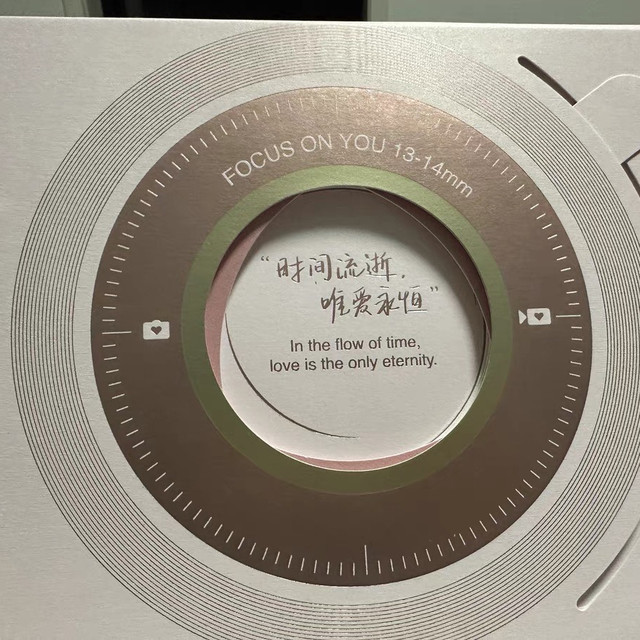 FOCUS ON YOU 13-14mm
“时间流逝，
唯爱永恒”
In the flow of time,
love is the only eternity.